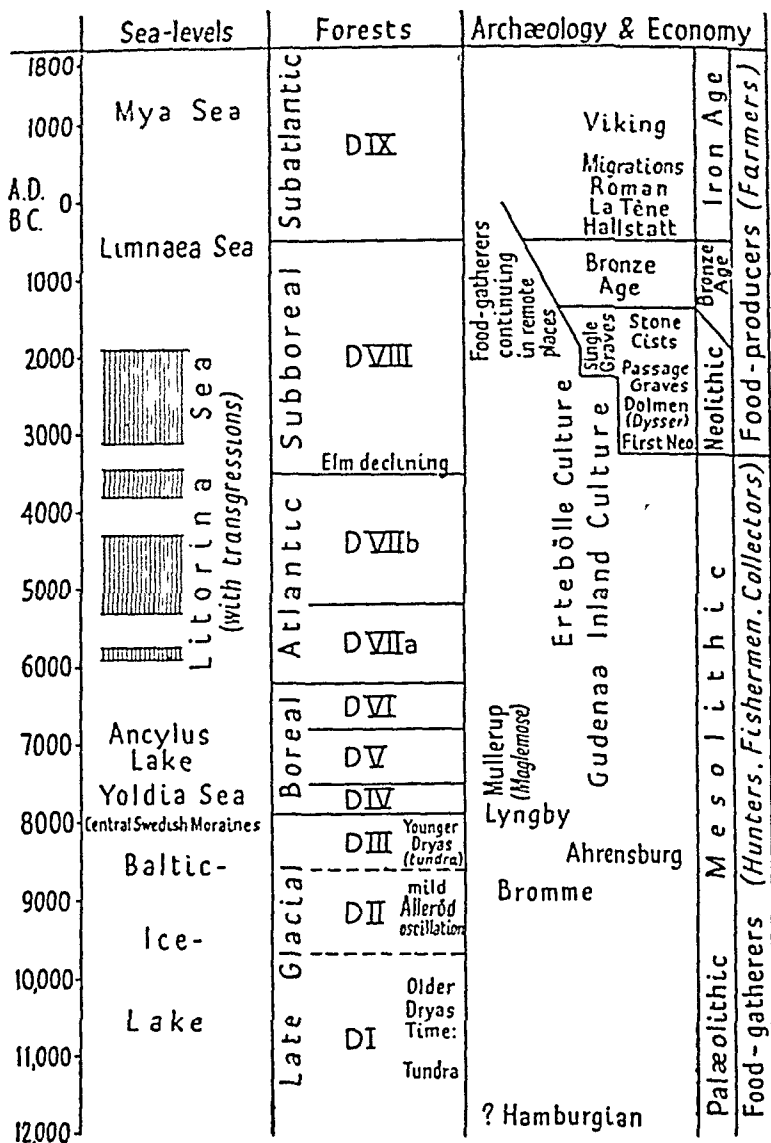 Sea-levels
Forests
Archæology & Economy
1800
1000
A.D.
0
B.C.
1000
2000
3000
4000
5000
6000
7000
8000
9000
10,000
11,000
12,000
Mya Sea
Limnaea Sea
Litorina Sea
(with transgressions)
Ancylus
Lake
Yoldia Sea
Central Swedish Moraines
Baltic-
Ice-
Lake
Subatlantic
Subboreal
Atlantic
Boreal
Late Glacial
DIX
DVIII
Elm declining
DVIIb
DVIIa
DVI
DV
DIV
DIII
Younger
Dryas
(tundra)
DII
mild
Alleröd
oscillation
DI
Older
Dryas
Time:
Tundra
Viking
Migrations
Roman
La Tène
Hallstatt
Bronze
Age
Food-gatherers
continuing
in remote
places
Single
Graves
Stone
Cists
Passage
Graves
Dolmen
(Dysser)
First Neo.
Ertebölle Culture
Gudenaa Inland Culture
Mullerup
(Maglemose)
Lyngby
Ahrensburg
Bromme
? Hamburgian
Iron Age
Bronze
Age
Neolithic
Mesolithic
Palæolithic
Food-producers (Farmers)
Food-gatherers (Hunters. Fishermen. Collectors)